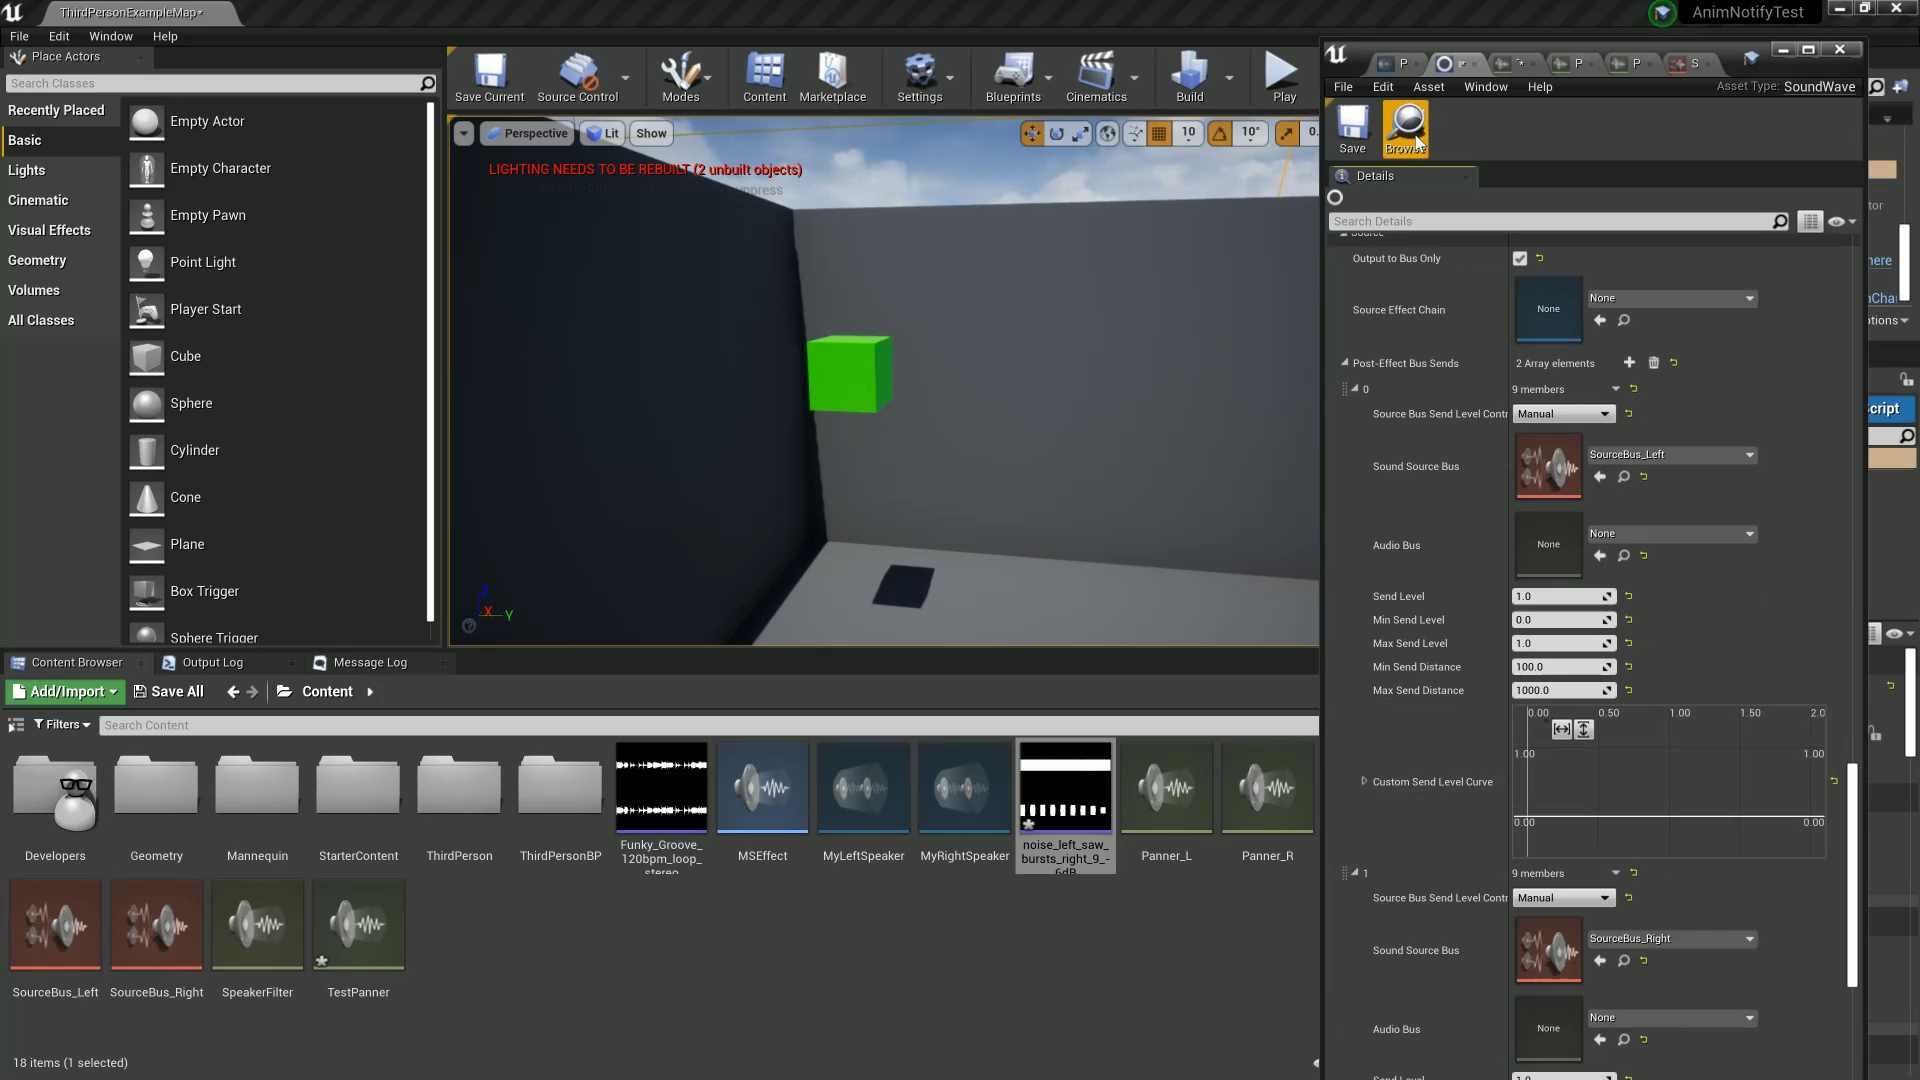 ThirdPersonExampleMap*
AnimNotifyTest
File Edit Window Help
Place Actors
Search Classes
Recently Placed
Basic
Lights
Cinematic
Visual Effects
Geometry
Volumes
All Classes
Empty Actor
Empty Character
Empty Pawn
Point Light
Player Start
Cube
Sphere
Cylinder
Cone
Plane
Box Trigger
Sphere Trigger
Save Current
Source Control
Modes
Content
Marketplace
Settings
Blueprints
Cinematics
Build
Play
Perspective
Lit
Show
10
10°
0.
LIGHTING NEEDS TO BE REBUILT (2 unbuilt objects)
Z
X
Y
Content Browser
Output Log
Message Log
Add/Import
Save All
Content
Filters
Search Content
Developers
Geometry
Mannequin
StarterContent
ThirdPerson
ThirdPersonBP
Funky_Groove_
120bpm_loop_
stereo
MSEffect
MyLeftSpeaker
MyRightSpeaker
noise_left_saw_
bursts_right_9_-
6dB
Panner_L
Panner_R
SourceBus_Left
SourceBus_Right
SpeakerFilter
TestPanner
18 items (1 selected)
P
P
P
S
File Edit Asset Window Help
Asset Type: SoundWave
Save
Browse
Details
Search Details
Source
Output to Bus Only
Source Effect Chain
None
None
Post-Effect Bus Sends
2 Array elements
0
9 members
Source Bus Send Level Contr
Manual
Sound Source Bus
SourceBus_Left
Audio Bus
None
None
Send Level
1.0
Min Send Level
0.0
Max Send Level
1.0
Min Send Distance
100.0
Max Send Distance
1000.0
0.00 0.50 1.00 1.50 2.0
1.00 1.00
Custom Send Level Curve
0.00 0.00
1
9 members
Source Bus Send Level Contr
Manual
Sound Source Bus
SourceBus_Right
Audio Bus
None
None